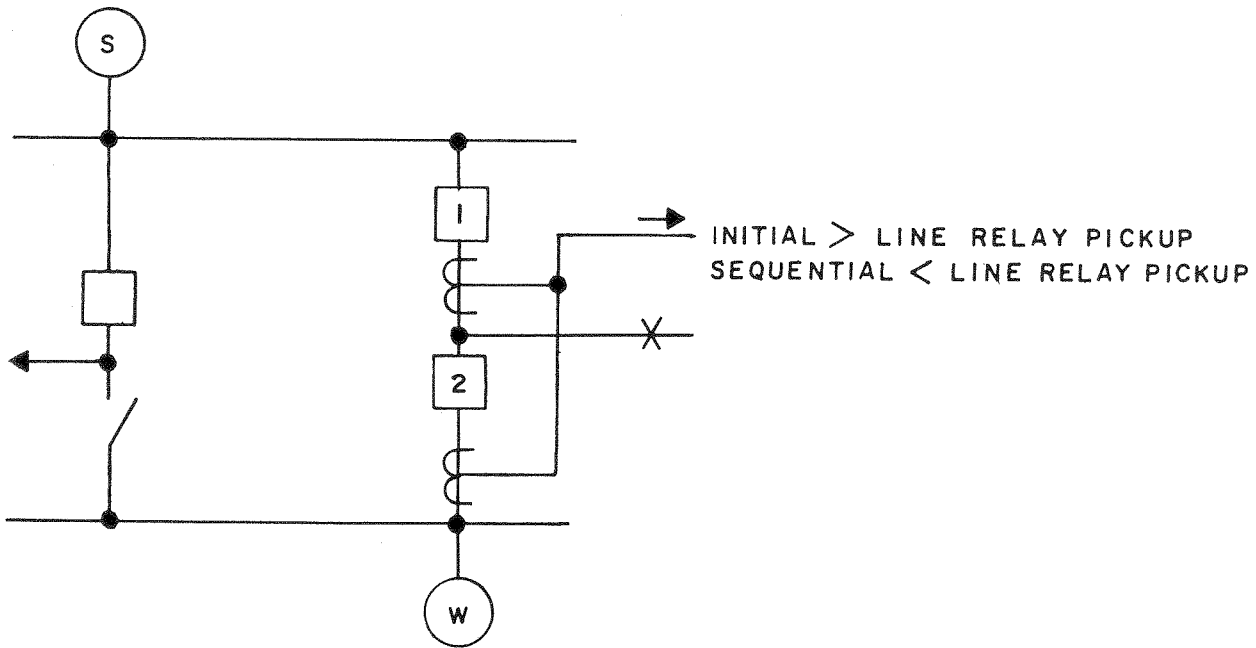 S
1
INITIAL > LINE RELAY PICKUP
SEQUENTIAL < LINE RELAY PICKUP
2
W